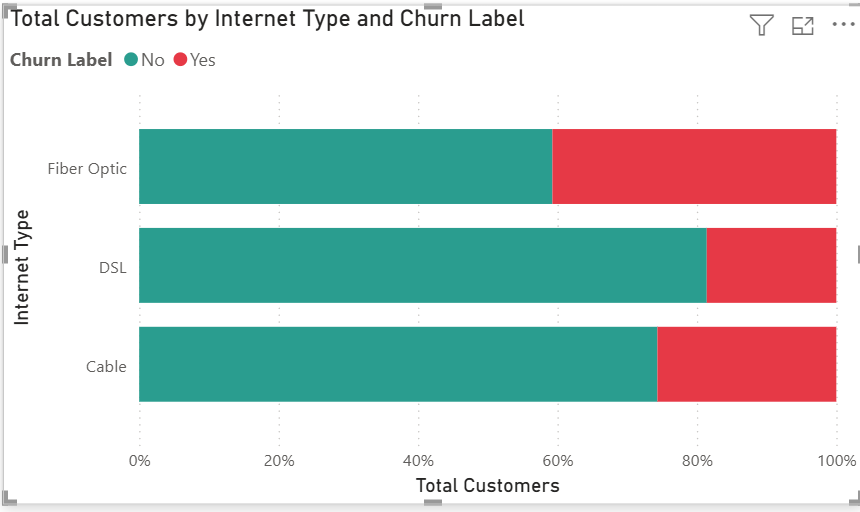 Total Customers by Internet Type and Churn Label
Churn Label No Yes
Internet Type
Fiber Optic
DSL
Cable
0% 20% 40% 60% 80% 100%
Total Customers